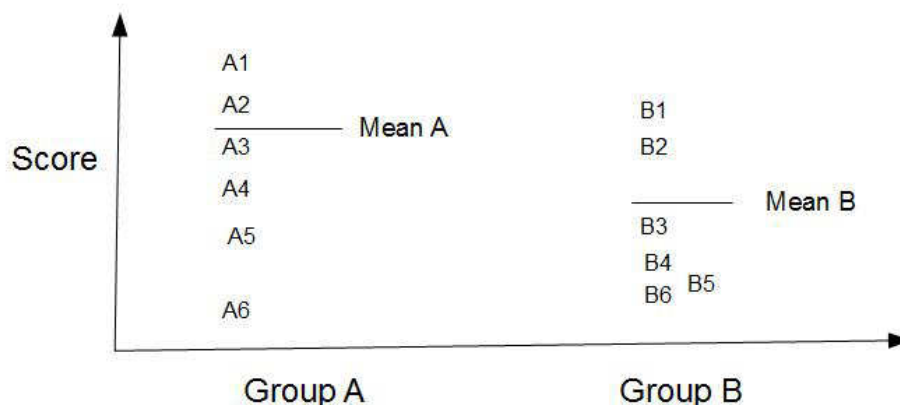 A1
A2
Mean A
A3
A4
A5
A6
Score
B1
B2
Mean B
B3
B4
B5
B6
Group A
Group B